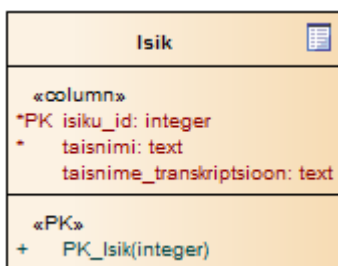 Isik
«column»
*PK isiku_id: integer
* taisnimi: text
taisnime_transkriptsioon: text
«PK»
+ PK_Isik(integer)